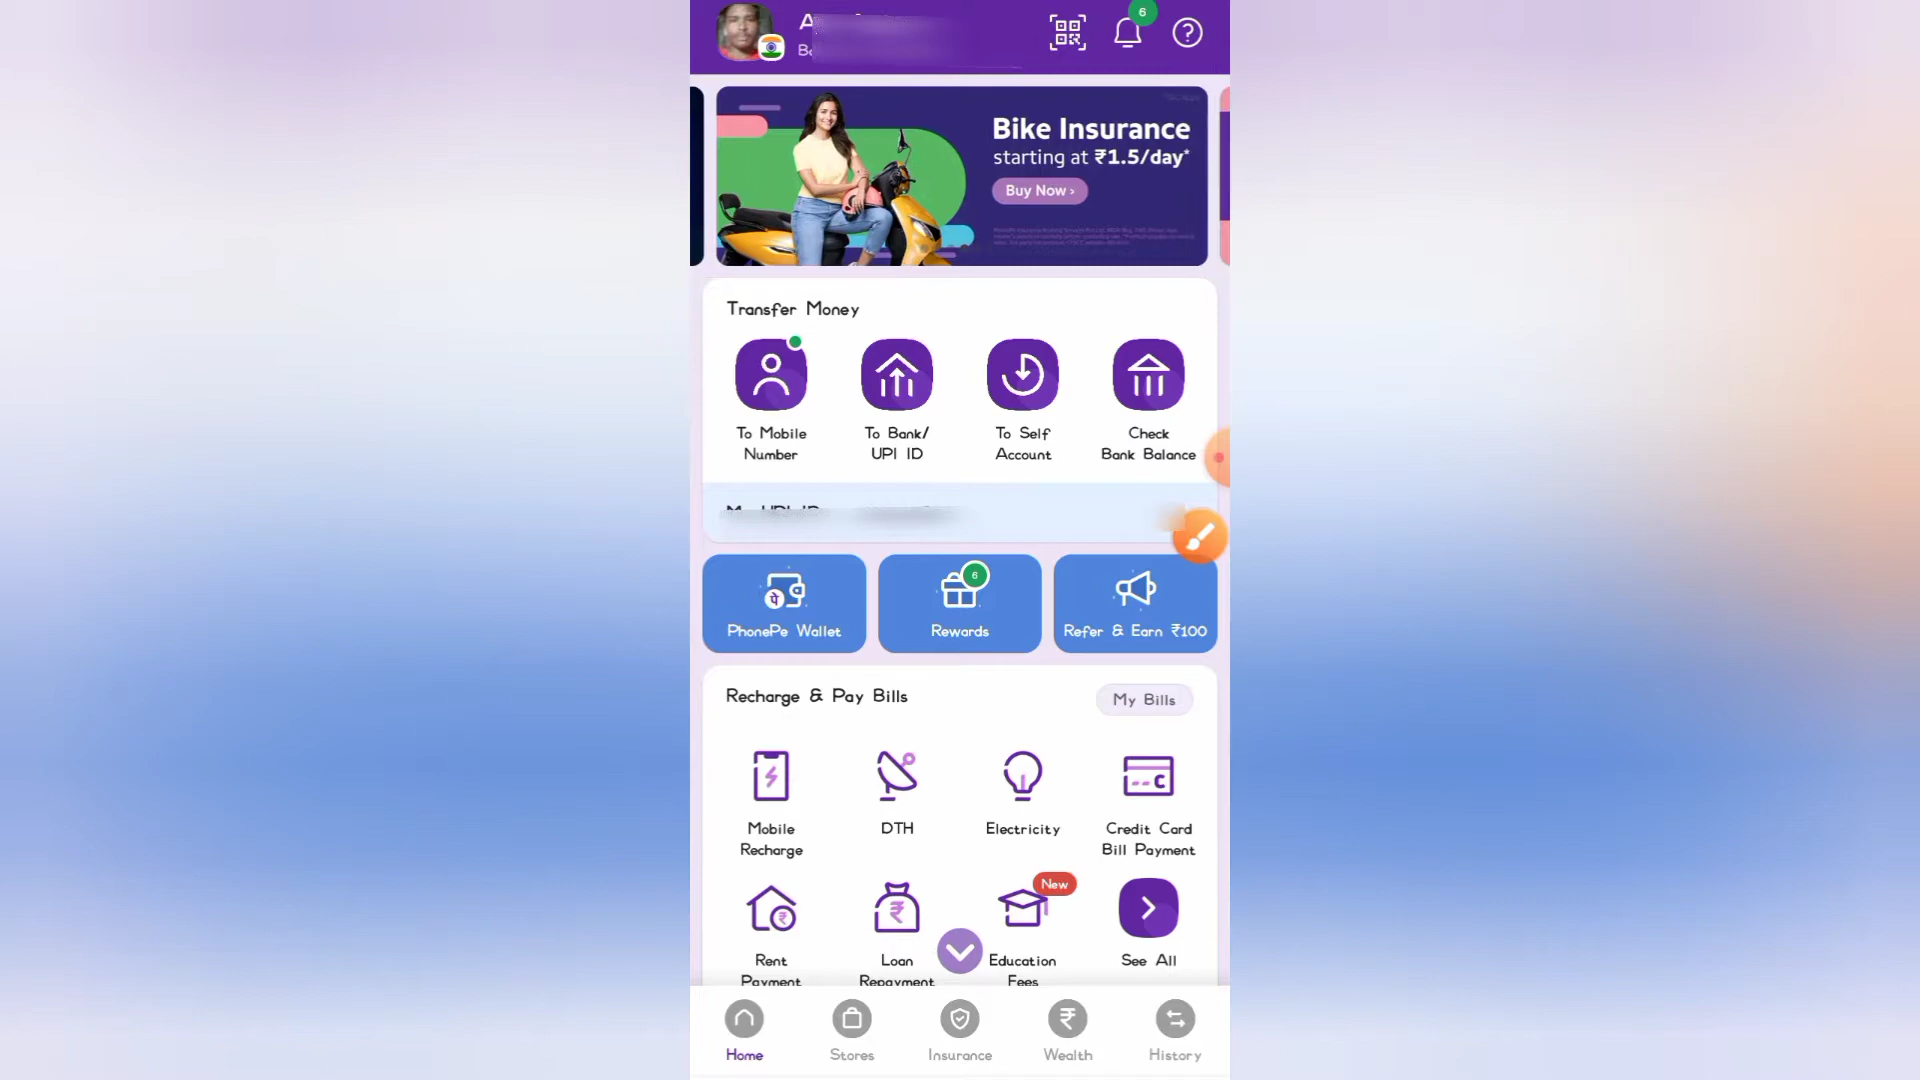 6
?
Bike Insurance
starting at ₹1.5/day*
Buy Now ›
Transfer Money
To Mobile Number
To Bank/ UPI ID
To Self Account
Check Bank Balance
6
पे
PhonePe Wallet
Rewards
Refer & Earn ₹100
Recharge & Pay Bills
My Bills
C
Mobile Recharge
DTH
Electricity
Credit Card Bill Payment
New
₹
₹
Rent Payment
Loan Repayment
Education Fees
See All
₹
Home
Stores
Insurance
Wealth
History